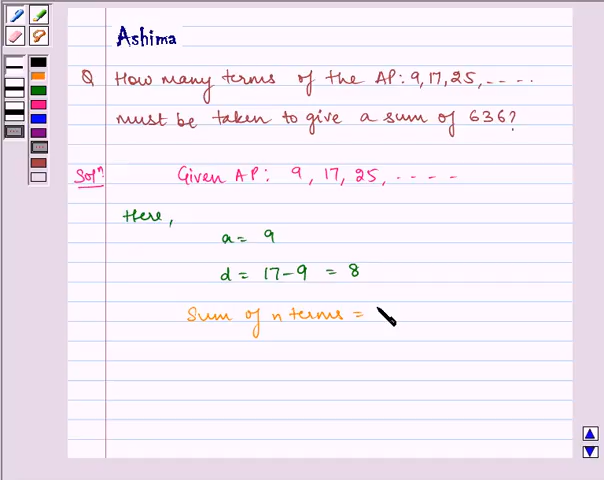 Ashima
Q How many terms of the AP: 9, 17, 25, .....
must be taken to give a sum of 636?
Solⁿ. Given AP: 9, 17, 25, .....
Here,
a = 9
d = 17-9 = 8
Sum of n terms =